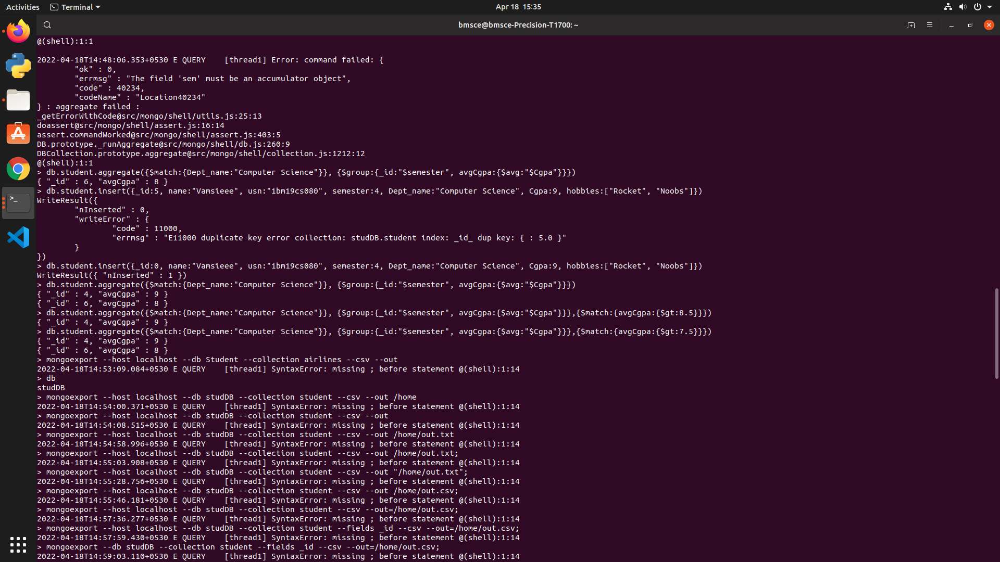 Activities Terminal Apr 18 15:35
bmsce@bmsce-Precision-T1700: ~
@(shell):1:1
2022-04-18T14:48:06.353+0530 E QUERY    [thread1] Error: command failed: {
        "ok" : 0,
        "errmsg" : "The field 'sem' must be an accumulator object",
        "code" : 40234,
        "codeName" : "Location40234"
} : aggregate failed :
_getErrorWithCode@src/mongo/shell/utils.js:25:13
doassert@src/mongo/shell/assert.js:16:14
assert.commandWorked@src/mongo/shell/assert.js:403:5
DB.prototype._runAggregate@src/mongo/shell/db.js:260:9
DBCollection.prototype.aggregate@src/mongo/shell/collection.js:1212:12
@(shell):1:1
> db.student.aggregate({$match:{Dept_name:"Computer Science"}}, {$group:{_id:"$semester", avgCgpa:{$avg:"$Cgpa"}}})
{ "_id" : 6, "avgCgpa" : 8 }
> db.student.insert({_id:5, name:"Vamsieee", usn:"1bm19cs080", semester:4, Dept_name:"Computer Science", Cgpa:9, hobbies:["Rocket", "Noobs"]})
WriteResult({
        "nInserted" : 0,
        "writeError" : {
                "code" : 11000,
                "errmsg" : "E11000 duplicate key error collection: studDB.student index: _id_ dup key: { : 5.0 }"
        }
})
> db.student.insert({_id:0, name:"Vamsieee", usn:"1bm19cs080", semester:4, Dept_name:"Computer Science", Cgpa:9, hobbies:["Rocket", "Noobs"]})
WriteResult({ "nInserted" : 1 })
> db.student.aggregate({$match:{Dept_name:"Computer Science"}}, {$group:{_id:"$semester", avgCgpa:{$avg:"$Cgpa"}}})
{ "_id" : 4, "avgCgpa" : 9 }
{ "_id" : 6, "avgCgpa" : 8 }
> db.student.aggregate({$match:{Dept_name:"Computer Science"}}, {$group:{_id:"$semester", avgCgpa:{$avg:"$Cgpa"}}},{$match:{avgCgpa:{$gt:8.5}}})
{ "_id" : 4, "avgCgpa" : 9 }
> db.student.aggregate({$match:{Dept_name:"Computer Science"}}, {$group:{_id:"$semester", avgCgpa:{$avg:"$Cgpa"}}},{$match:{avgCgpa:{$gt:7.5}}})
{ "_id" : 4, "avgCgpa" : 9 }
{ "_id" : 6, "avgCgpa" : 8 }
> mongoexport --host localhost --db Student --collection airlines --csv --out
2022-04-18T14:53:09.084+0530 E QUERY    [thread1] SyntaxError: missing ; before statement @(shell):1:14
> db
studDB
> mongoexport --host localhost --db studDB --collection student --csv --out /home
2022-04-18T14:54:00.371+0530 E QUERY    [thread1] SyntaxError: missing ; before statement @(shell):1:14
> mongoexport --host localhost --db studDB --collection student --csv --out
2022-04-18T14:54:08.515+0530 E QUERY    [thread1] SyntaxError: missing ; before statement @(shell):1:14
> mongoexport --host localhost --db studDB --collection student --csv --out /home/out.txt
2022-04-18T14:54:58.996+0530 E QUERY    [thread1] SyntaxError: missing ; before statement @(shell):1:14
> mongoexport --host localhost --db studDB --collection student --csv --out /home/out.txt;
2022-04-18T14:55:03.908+0530 E QUERY    [thread1] SyntaxError: missing ; before statement @(shell):1:14
> mongoexport --host localhost --db studDB --collection student --csv --out "/home/out.txt";
2022-04-18T14:55:28.756+0530 E QUERY    [thread1] SyntaxError: missing ; before statement @(shell):1:14
> mongoexport --host localhost --db studDB --collection student --csv --out /home/out.csv;
2022-04-18T14:55:46.181+0530 E QUERY    [thread1] SyntaxError: missing ; before statement @(shell):1:14
> mongoexport --host localhost --db studDB --collection student --csv --out=/home/out.csv;
2022-04-18T14:57:36.277+0530 E QUERY    [thread1] SyntaxError: missing ; before statement @(shell):1:14
> mongoexport --host localhost --db studDB --collection student --fields _id --csv --out=/home/out.csv;
2022-04-18T14:57:59.430+0530 E QUERY    [thread1] SyntaxError: missing ; before statement @(shell):1:14
> mongoexport --db studDB --collection student --fields _id --csv --out=/home/out.csv;
2022-04-18T14:59:03.110+0530 E QUERY    [thread1] SyntaxError: missing ; before statement @(shell):1:14